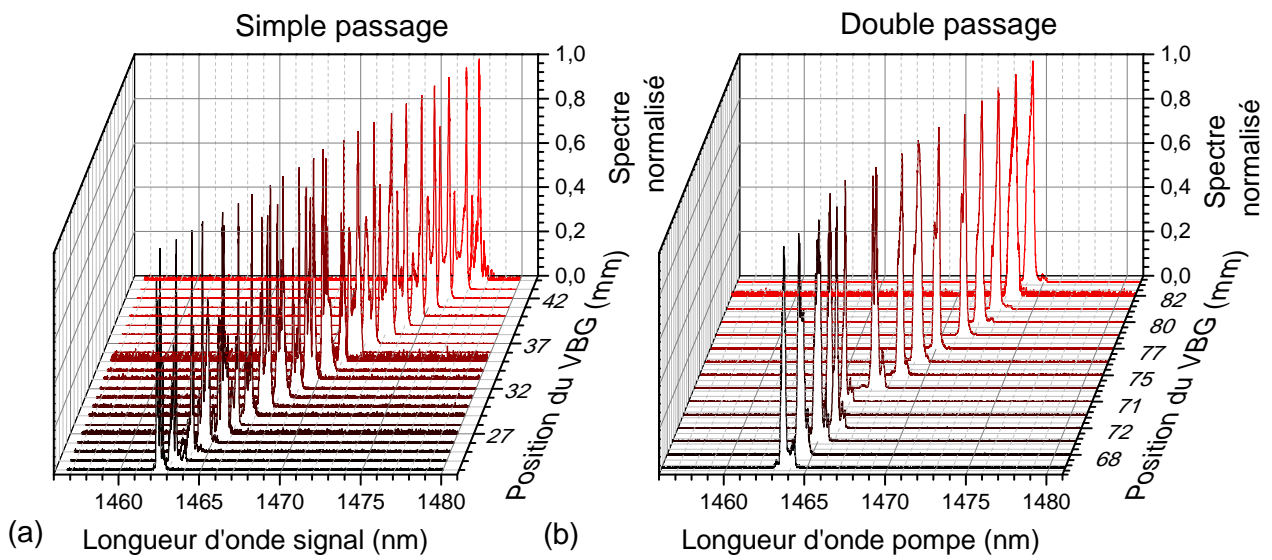 Simple passage
1,0
0,8
0,6
0,4
0,2
0,0
Spectre
normalisé
42
37
32
27
Position du VBG (mm)
1460
1465
1470
1475
1480
(a)
Longueur d'onde signal (nm)
Double passage
1,0
0,8
0,6
0,4
0,2
0,0
Spectre
normalisé
82
80
77
75
71
72
68
Position du VBG (mm)
1460
1465
1470
1475
1480
(b)
Longueur d'onde pompe (nm)